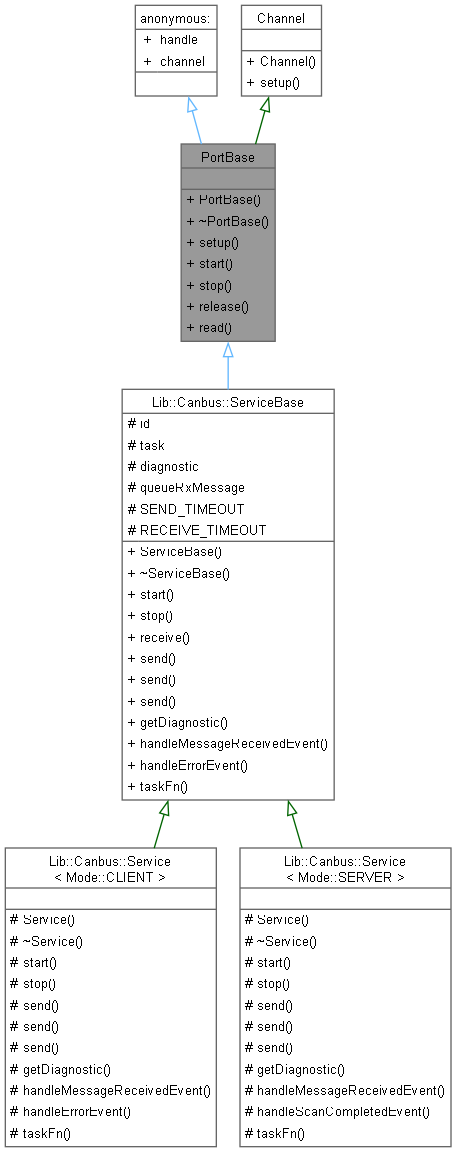 anonymous:
+ handle
+ channel
Channel
+ Channel()
+ setup()
PortBase
+ PortBase()
+ ~PortBase()
+ setup()
+ start()
+ stop()
+ release()
+ read()
Lib::Canbus::ServiceBase
# id
# task
# diagnostic
# queueRxMessage
# SEND_TIMEOUT
# RECEIVE_TIMEOUT
+ ServiceBase()
+ ~ServiceBase()
+ start()
+ stop()
+ receive()
+ send()
+ send()
+ send()
+ getDiagnostic()
+ handleMessageReceivedEvent()
+ handleErrorEvent()
+ taskFn()
Lib::Canbus::Service
< Mode::CLIENT >
# Service()
# ~Service()
# start()
# stop()
# send()
# send()
# send()
# getDiagnostic()
# handleMessageReceivedEvent()
# handleErrorEvent()
# taskFn()
Lib::Canbus::Service
< Mode::SERVER >
# Service()
# ~Service()
# start()
# stop()
# send()
# send()
# send()
# getDiagnostic()
# handleMessageReceivedEvent()
# handleScanCompletedEvent()
# taskFn()